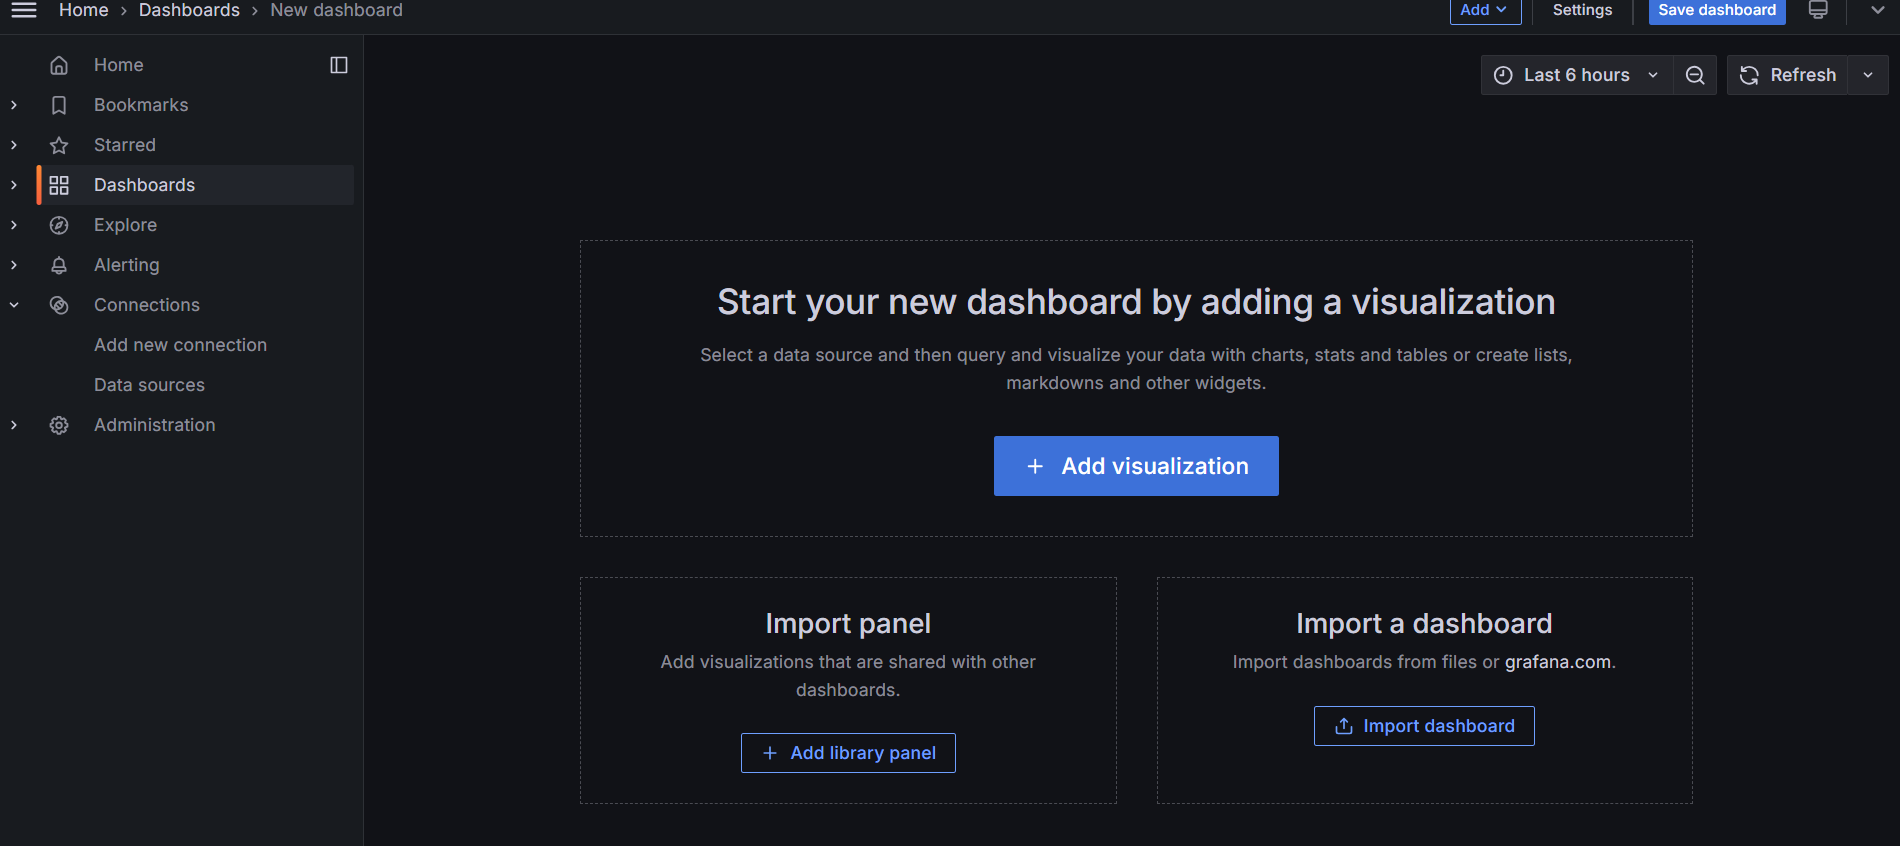 Home › Dashboards › New dashboard
Add
Settings
Save dashboard
Home
Bookmarks
Starred
Dashboards
Explore
Alerting
Connections
Add new connection
Data sources
Administration
Last 6 hours
Refresh
Start your new dashboard by adding a visualization
Select a data source and then query and visualize your data with charts, stats and tables or create lists,
markdowns and other widgets.
+ Add visualization
Import panel
Add visualizations that are shared with other
dashboards.
+ Add library panel
Import a dashboard
Import dashboards from files or grafana.com.
Import dashboard